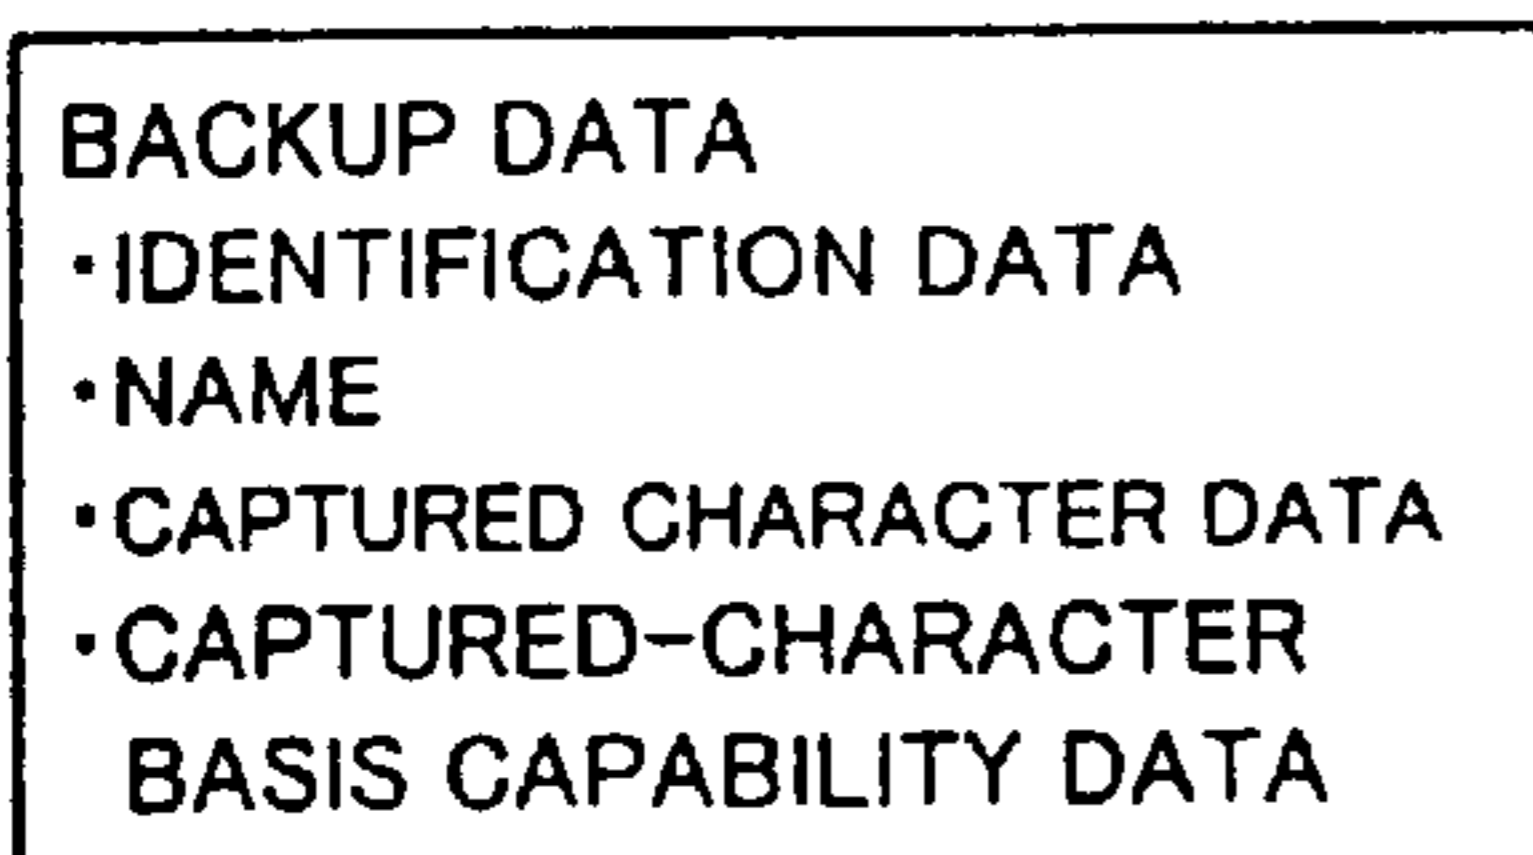 BACKUP DATA
·IDENTIFICATION DATA
·NAME
·CAPTURED CHARACTER DATA
·CAPTURED-CHARACTER
BASIS CAPABILITY DATA